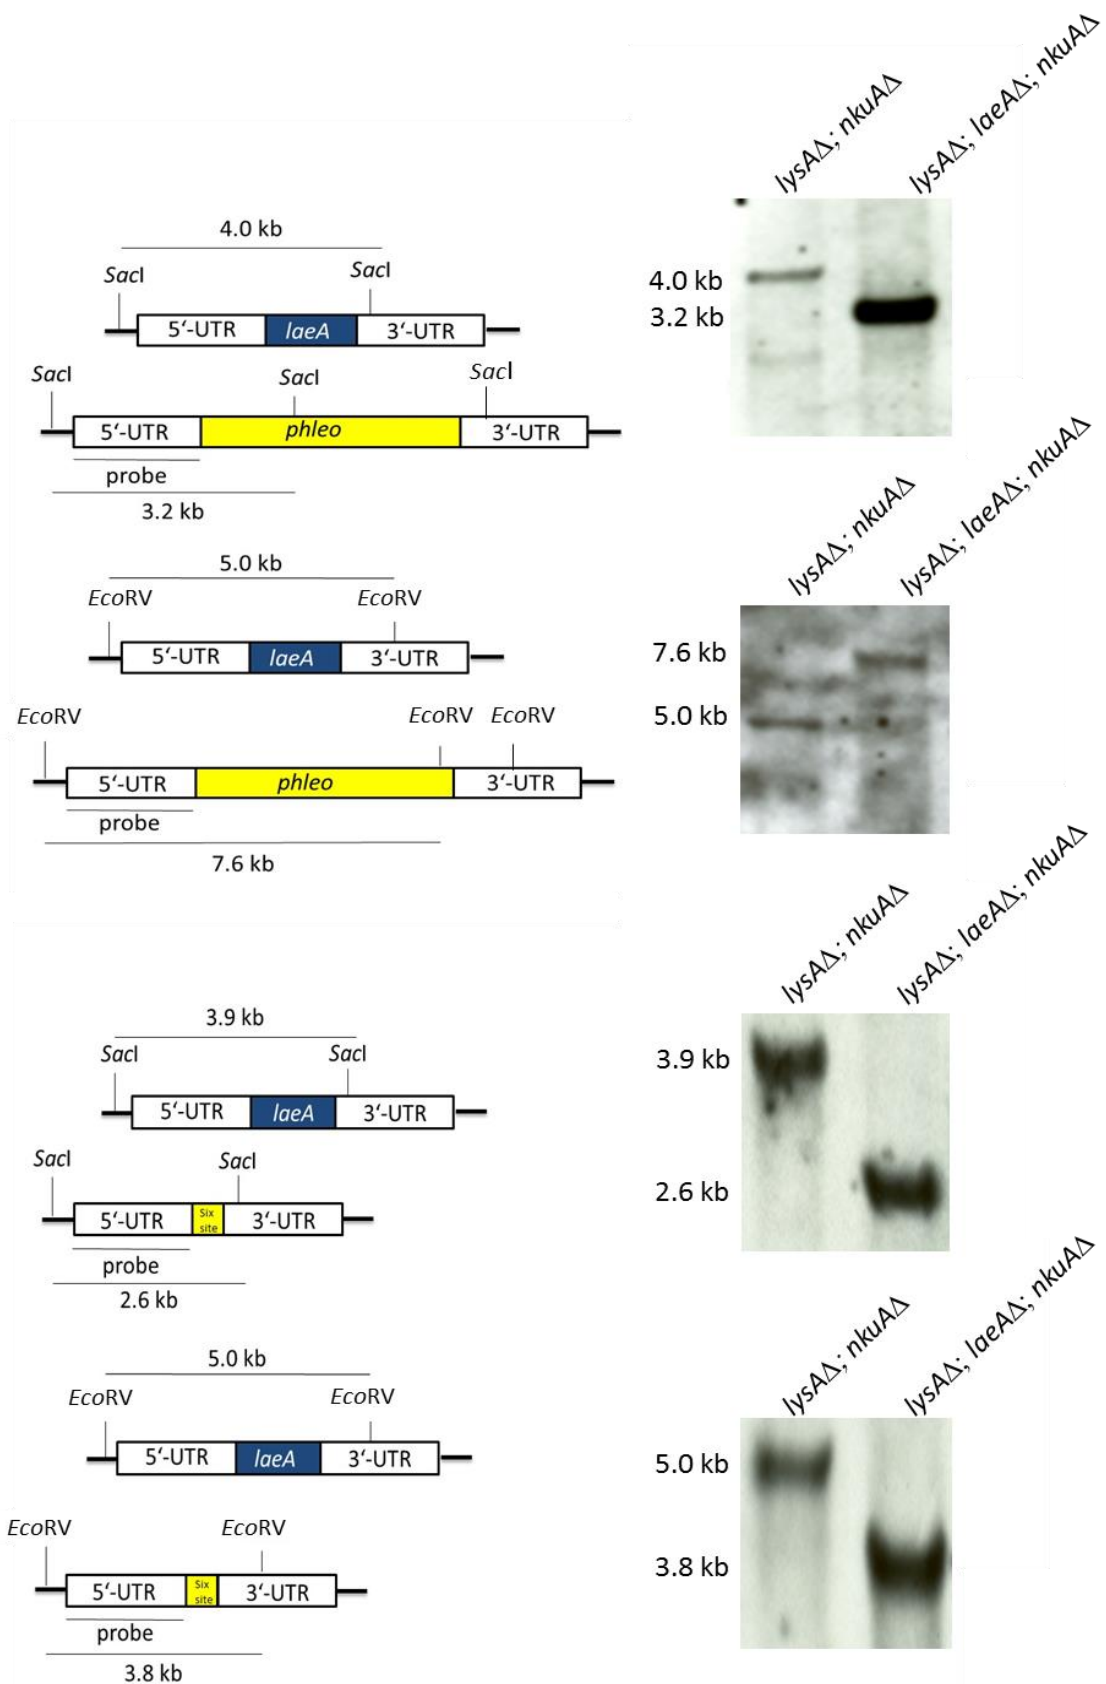 lysAΔ; nkuAΔ
lysAΔ; laeAΔ; nkuAΔ
4.0 kb
SacI
SacI
5‘-UTR
laeA
3‘-UTR
SacI
SacI
SacI
5‘-UTR
phleo
3‘-UTR
probe
3.2 kb
4.0 kb
3.2 kb
lysAΔ; nkuAΔ
lysAΔ; laeAΔ; nkuAΔ
5.0 kb
EcoRV
EcoRV
5‘-UTR
laeA
3‘-UTR
EcoRV
EcoRV
EcoRV
5‘-UTR
phleo
3‘-UTR
probe
7.6 kb
7.6 kb
5.0 kb
lysAΔ; nkuAΔ
lysAΔ; laeAΔ; nkuAΔ
3.9 kb
SacI
SacI
5‘-UTR
laeA
3‘-UTR
SacI
SacI
5‘-UTR
Six
site
3‘-UTR
probe
2.6 kb
3.9 kb
2.6 kb
lysAΔ; nkuAΔ
lysAΔ; laeAΔ; nkuAΔ
5.0 kb
EcoRV
EcoRV
5‘-UTR
laeA
3‘-UTR
EcoRV
EcoRV
5‘-UTR
Six
site
3‘-UTR
probe
3.8 kb
5.0 kb
3.8 kb